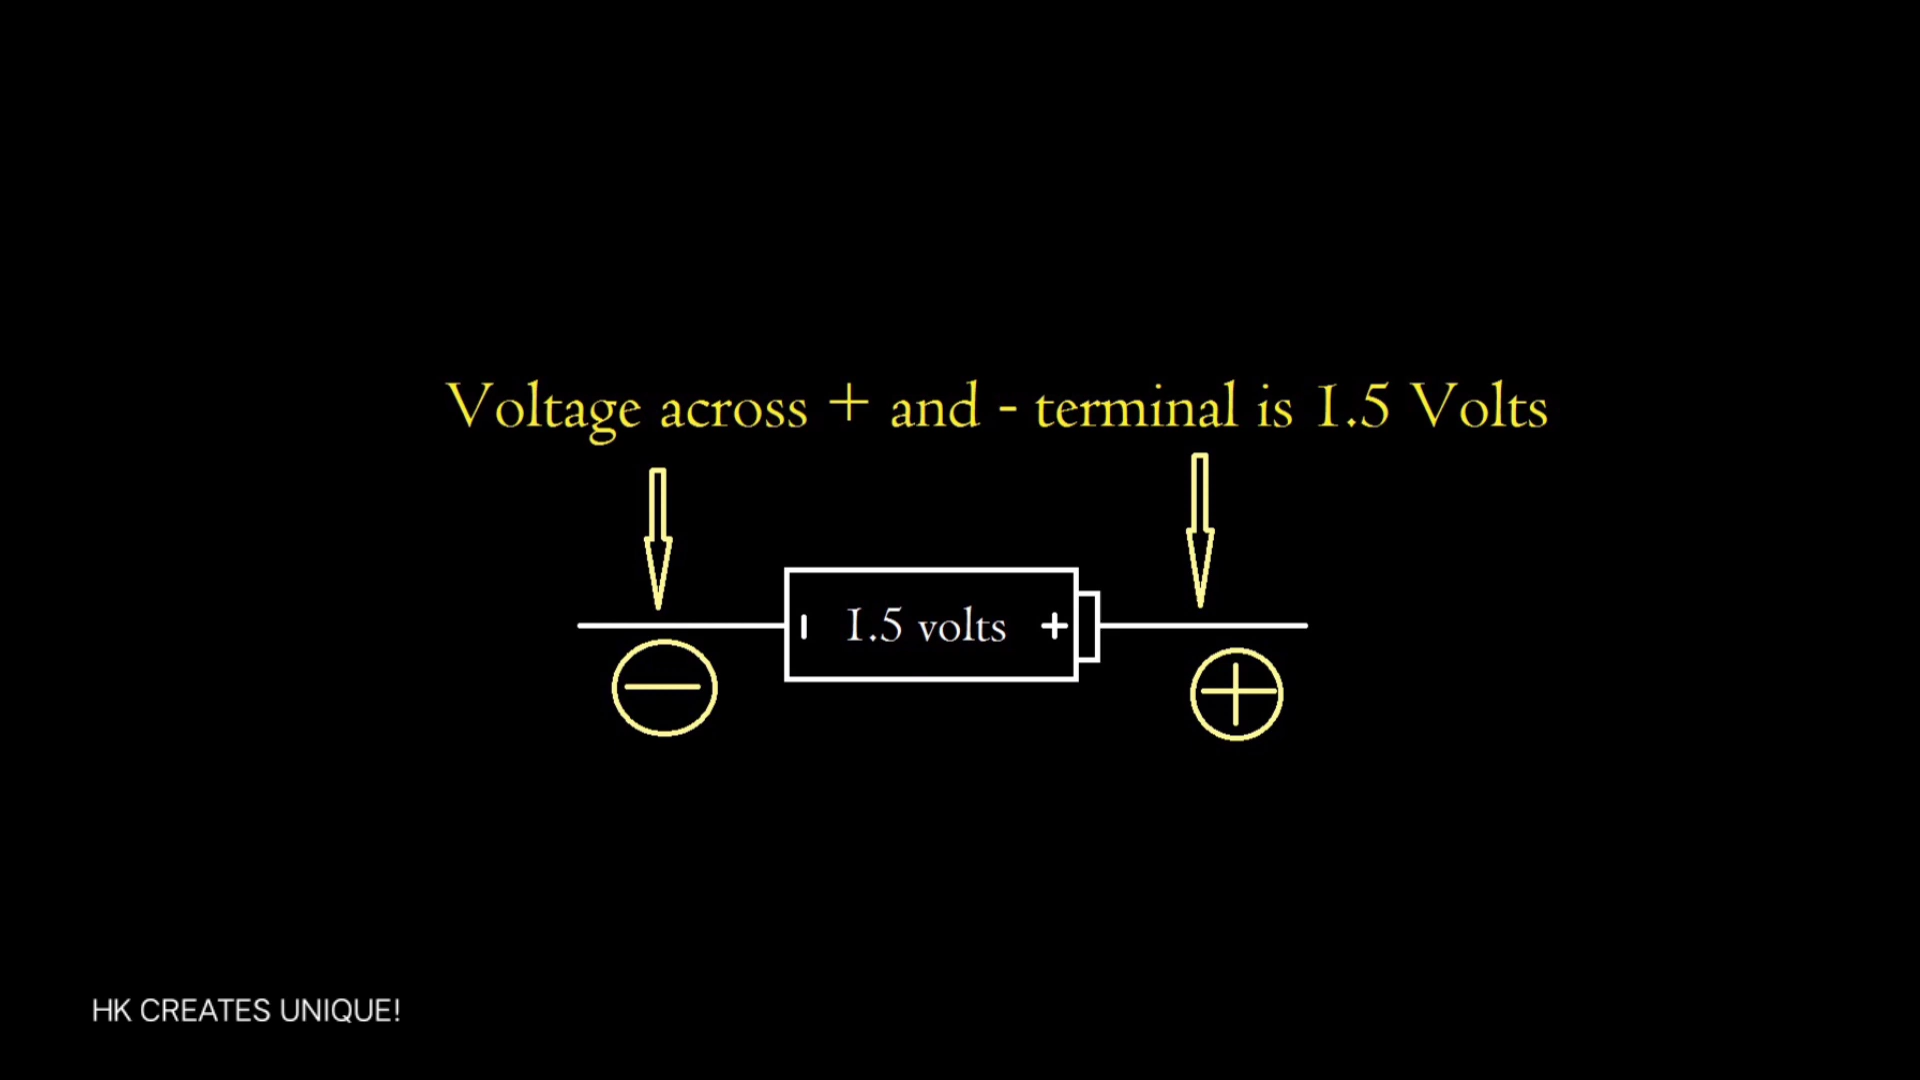 Voltage across + and - terminal is 1.5 Volts
- 1.5 volts +
− +
HK CREATES UNIQUE!